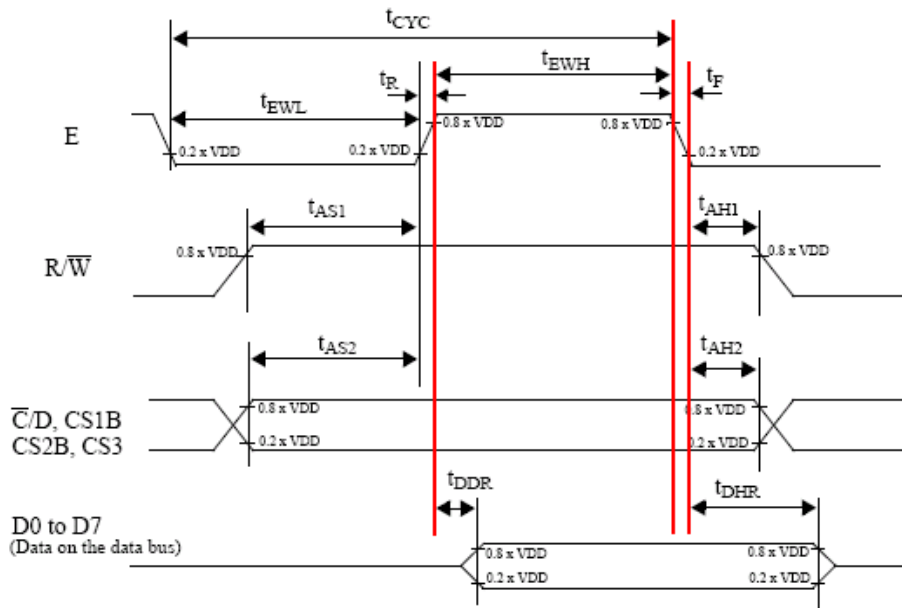 tCYC
tEWH
tR
tF
tEWL
E
0.8 x VDD
0.8 x VDD
0.2 x VDD
0.2 x VDD
0.2 x VDD
tAS1
tAH1
R/W̅
0.8 x VDD
0.8 x VDD
tAS2
tAH2
C̅/D, CS1B
CS2B, CS3
0.8 x VDD
0.8 x VDD
0.2 x VDD
0.2 x VDD
tDDR
tDHR
D0 to D7
(Data on the data bus)
0.8 x VDD
0.8 x VDD
0.2 x VDD
0.2 x VDD